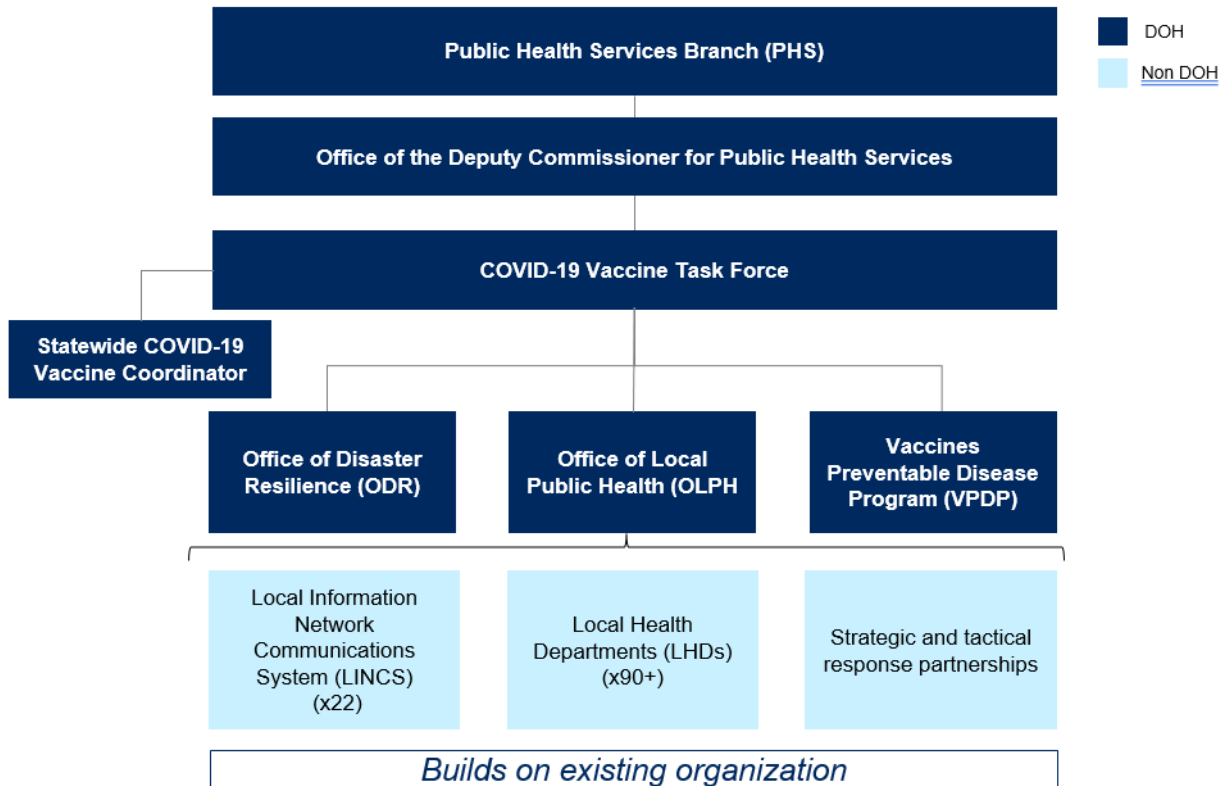 Public Health Services Branch (PHS)
DOH
Non DOH
Office of the Deputy Commissioner for Public Health Services
COVID-19 Vaccine Task Force
Statewide COVID-19
Vaccine Coordinator
Office of Disaster
Resilience (ODR)
Office of Local
Public Health (OLPH
Vaccines
Preventable Disease
Program (VPDP)
Local Information
Network
Communications
System (LINCS)
(x22)
Local Health
Departments (LHDs)
(x90+)
Strategic and tactical
response partnerships
Builds on existing organization